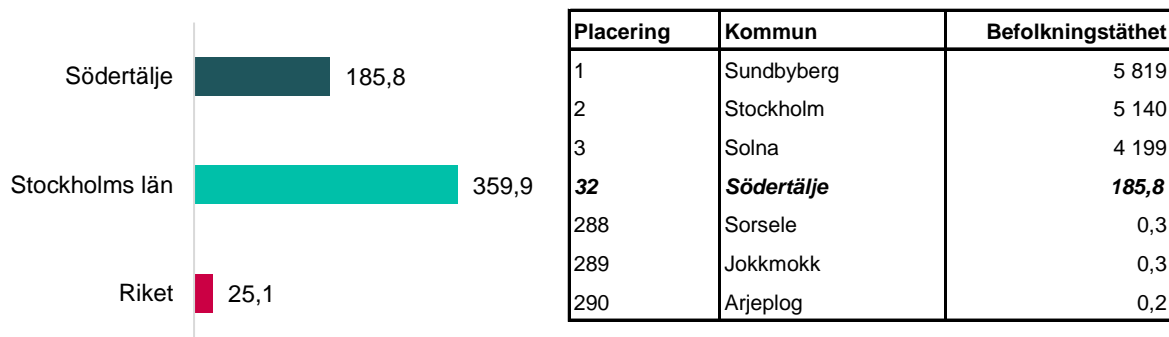 Södertälje 185,8
Stockholms län 359,9
Riket 25,1
Placering Kommun Befolkningstäthet
1 Sundbyberg 5 819
2 Stockholm 5 140
3 Solna 4 199
32 Södertälje 185,8
288 Sorsele 0,3
289 Jokkmokk 0,3
290 Arjeplog 0,2